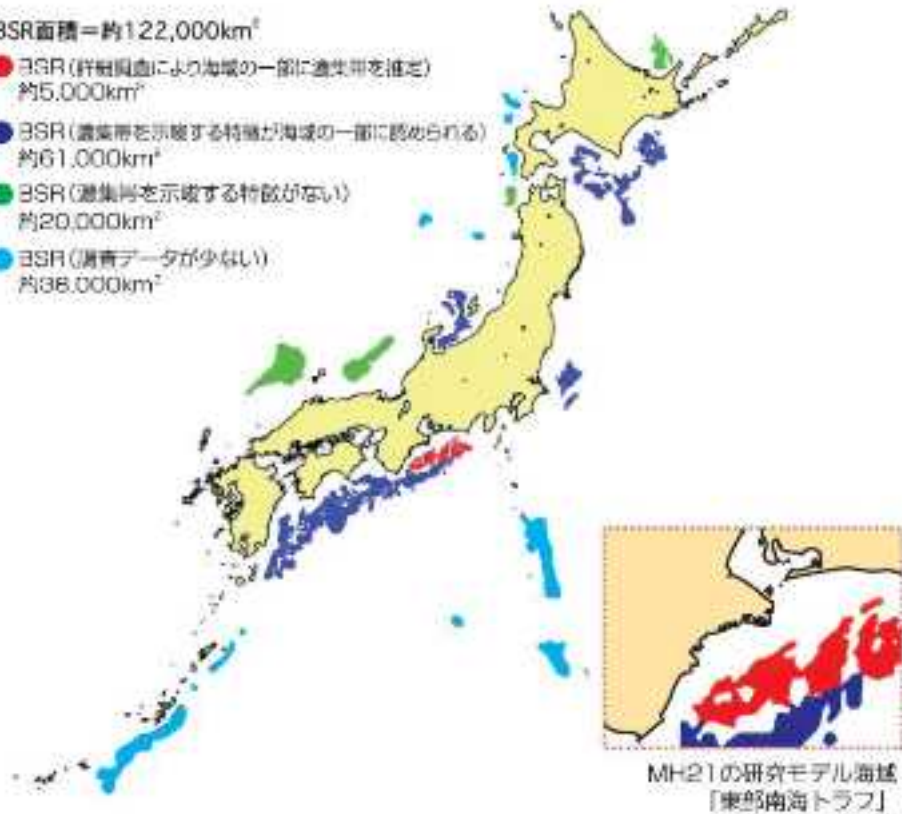 BSR面積＝約122,000km²
BSR(詳細調査により海域の一部に濃集帯を推定)
約5,000km²
BSR(濃集帯を示唆する特徴が海域の一部に認められる)
約61,000km²
BSR(濃集帯を示唆する特徴がない)
約20,000km²
BSR(調査データが少ない)
約36,000km²
MH21の研究モデル海域
「東部南海トラフ」